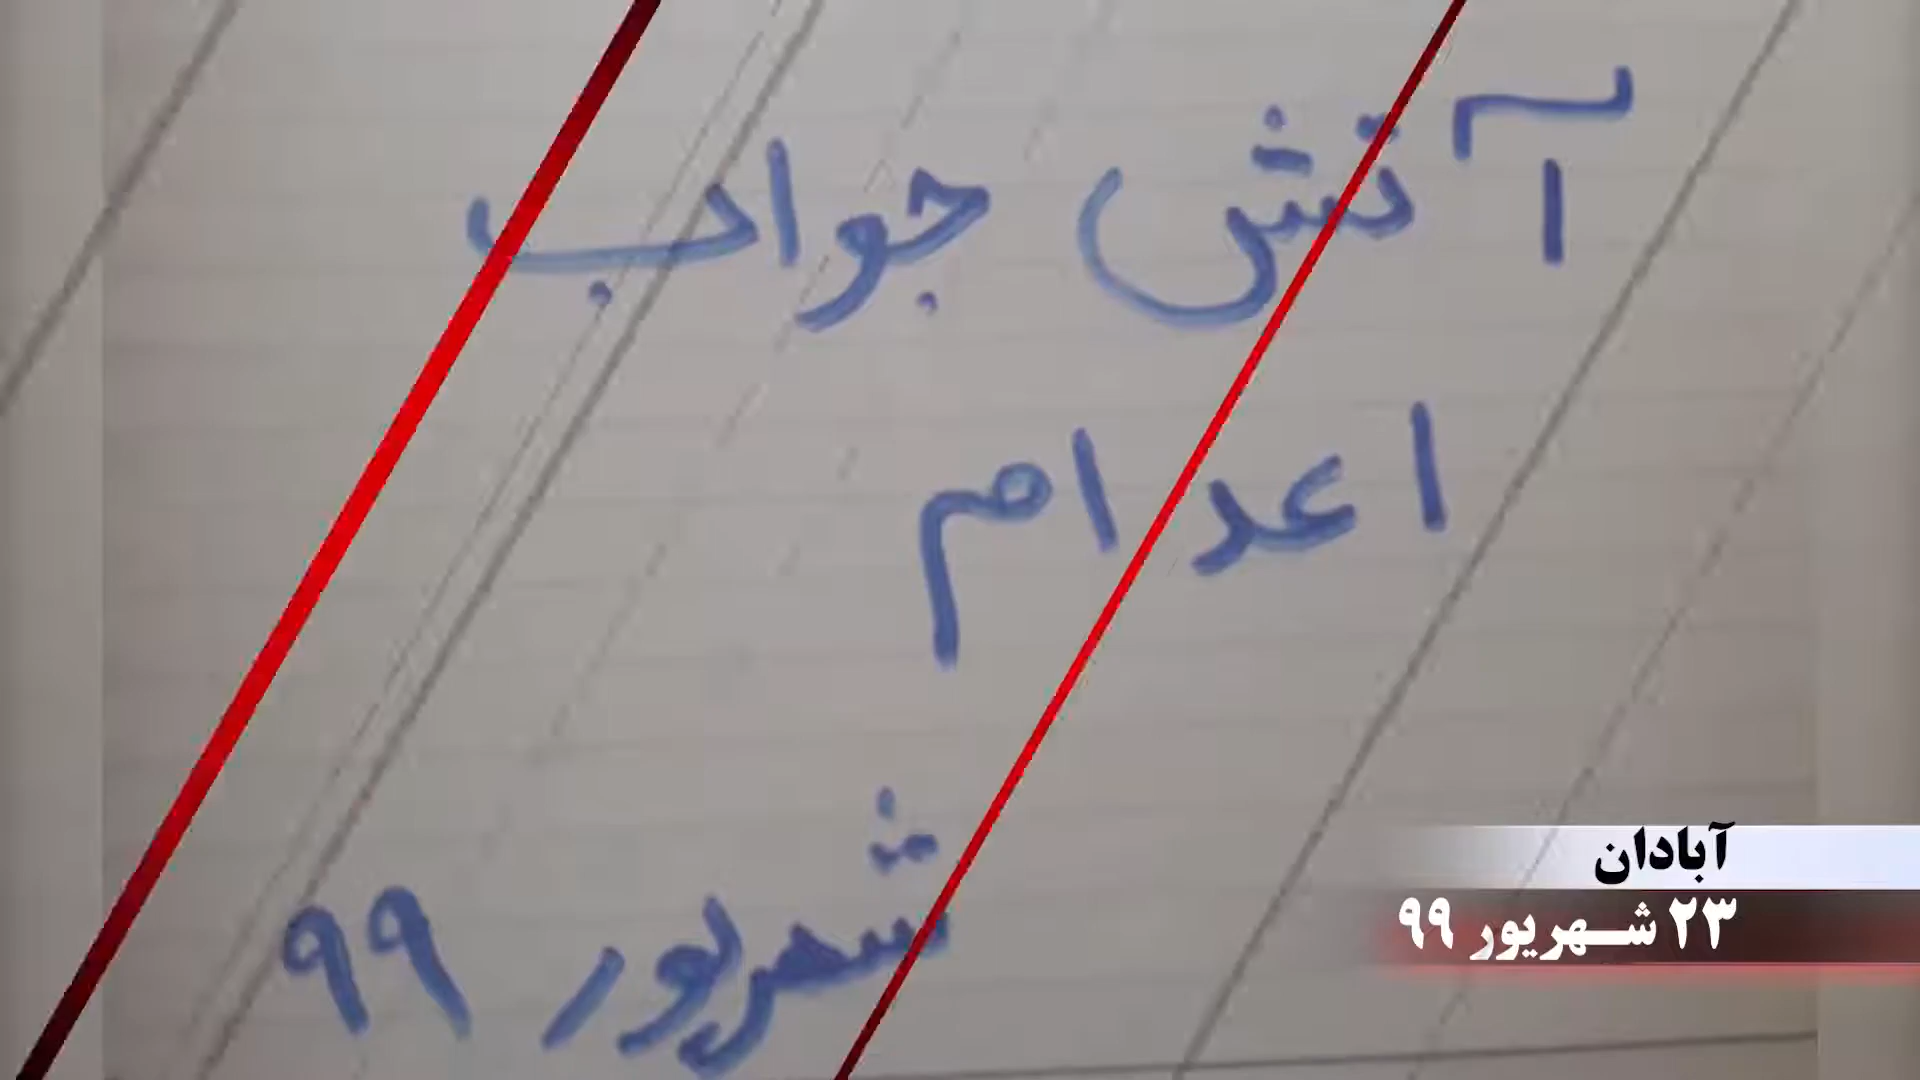 آتش جواب
اعدام
شهریور ۹۹
آبادان
۲۳ شهریور ۹۹